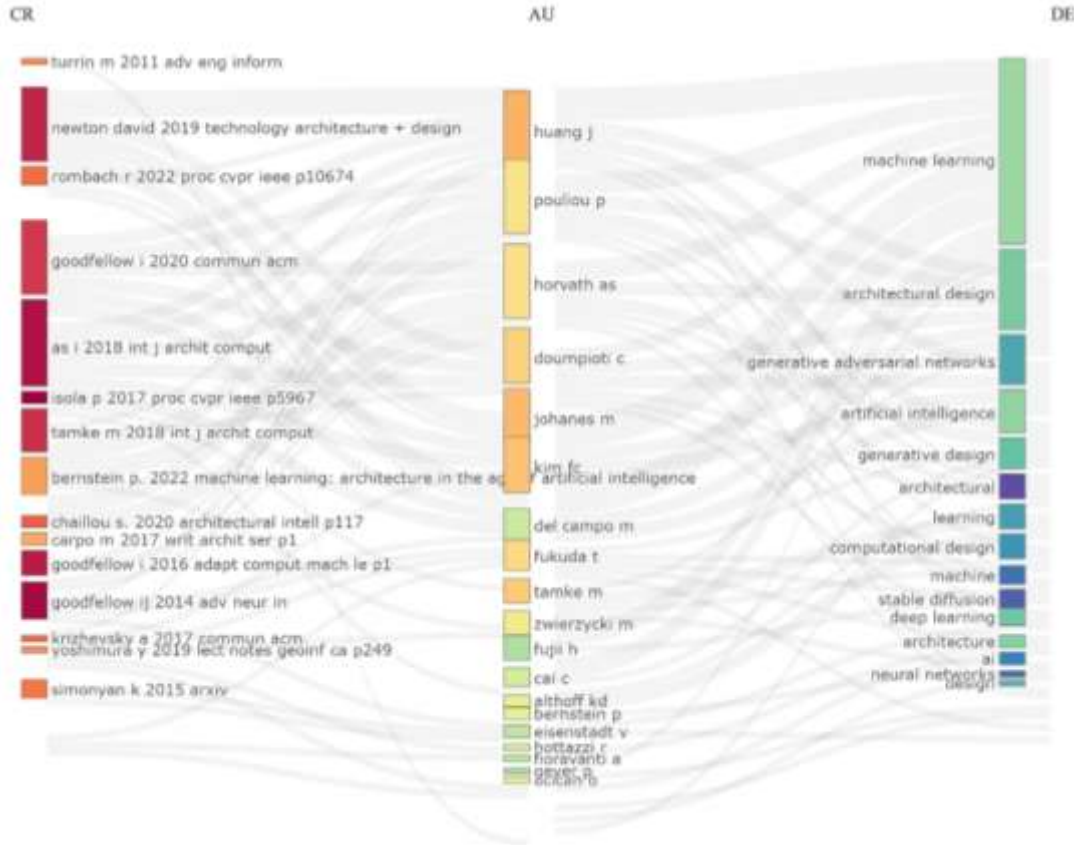 CR
AU
DE
turrin m 2011 adv eng inform
newton david 2019 technology architecture + design
rombach r 2022 proc cvpr ieee p10674
goodfellow i 2020 commun acm
as i 2018 int j archit comput
isola p 2017 proc cvpr ieee p5967
tamke m 2018 int j archit comput
bernstein p. 2022 machine learning: architecture in the age artificial intelligence
chaillou s. 2020 architectural intell p117
carpo m 2017 writ archit ser p1
goodfellow i 2016 adapt comput mach le p1
goodfellow ij 2014 adv neur in
krizhevsky a 2017 commun acm
yoshimura y 2019 lect notes geoinf ca p249
simonyan k 2015 arxiv
huang j
pouliou p
horvath as
doumpioti c
johanes m
kim fc
del campo m
fukuda t
tamke m
zwierzycki m
fujii h
cai c
althoff kd
bernstein p
eisenstadt v
bottazzi r
fioravanti a
geyer p
machine learning
architectural design
generative adversarial networks
artificial intelligence
generative design
architectural
learning
computational design
machine
stable diffusion
deep learning
architecture
ai
neural networks
design